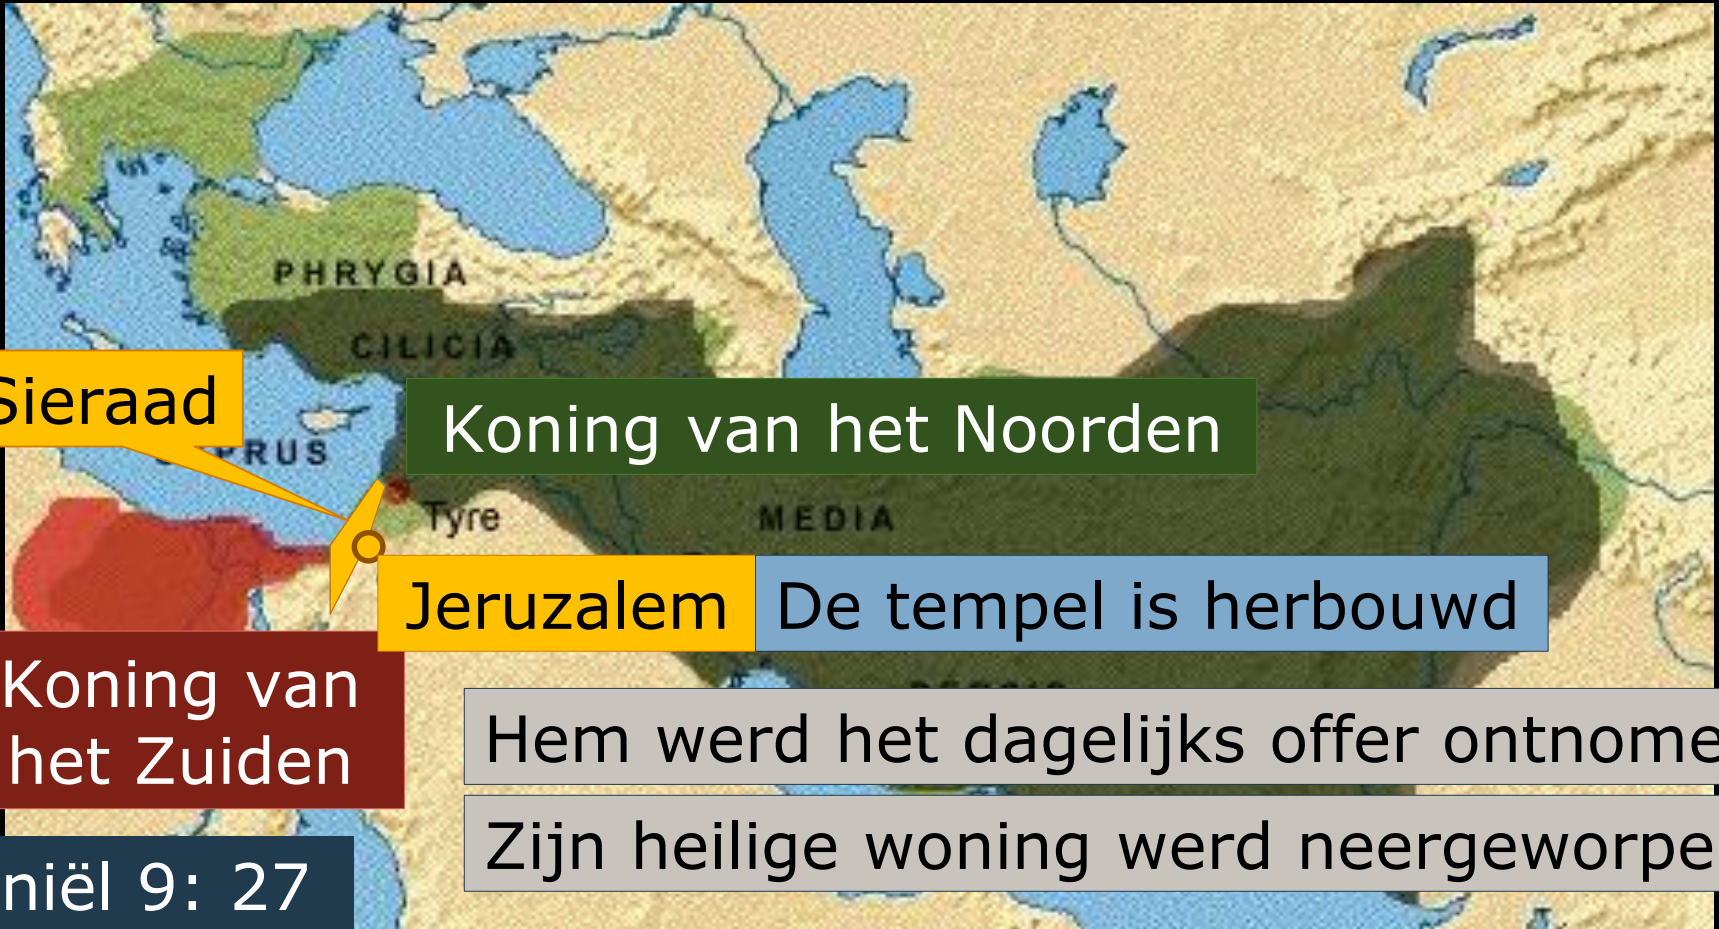 PHRYGIA
CILICIA
Sieraad
Koning van het Noorden
CYPRUS
Tyre
MEDIA
Jeruzalem
De tempel is herbouwd
Koning van
het Zuiden
Hem werd het dagelijks offer ontnome
Zijn heilige woning werd neergeworpe
niël 9: 27